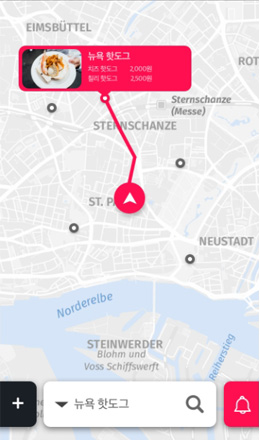 EIMSBÜTTEL
뉴욕 핫도그
치즈 핫도그 2,000원
칠리 핫도그 2,500원
ROT
Sternschanze
(Messe)
STERNSCHANZE
ST. PA
NEUSTADT
Norderelbe
Reiherstieg
STEINWERDER
Blohm und
Voss Schiffswerft
+
뉴욕 핫도그